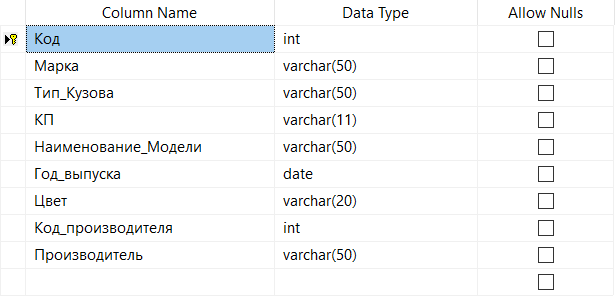 Column Name Data Type Allow Nulls
Код int
Марка varchar(50)
Тип_Кузова varchar(50)
КП varchar(11)
Наименование_Модели varchar(50)
Год_выпуска date
Цвет varchar(20)
Код_производителя int
Производитель varchar(50)